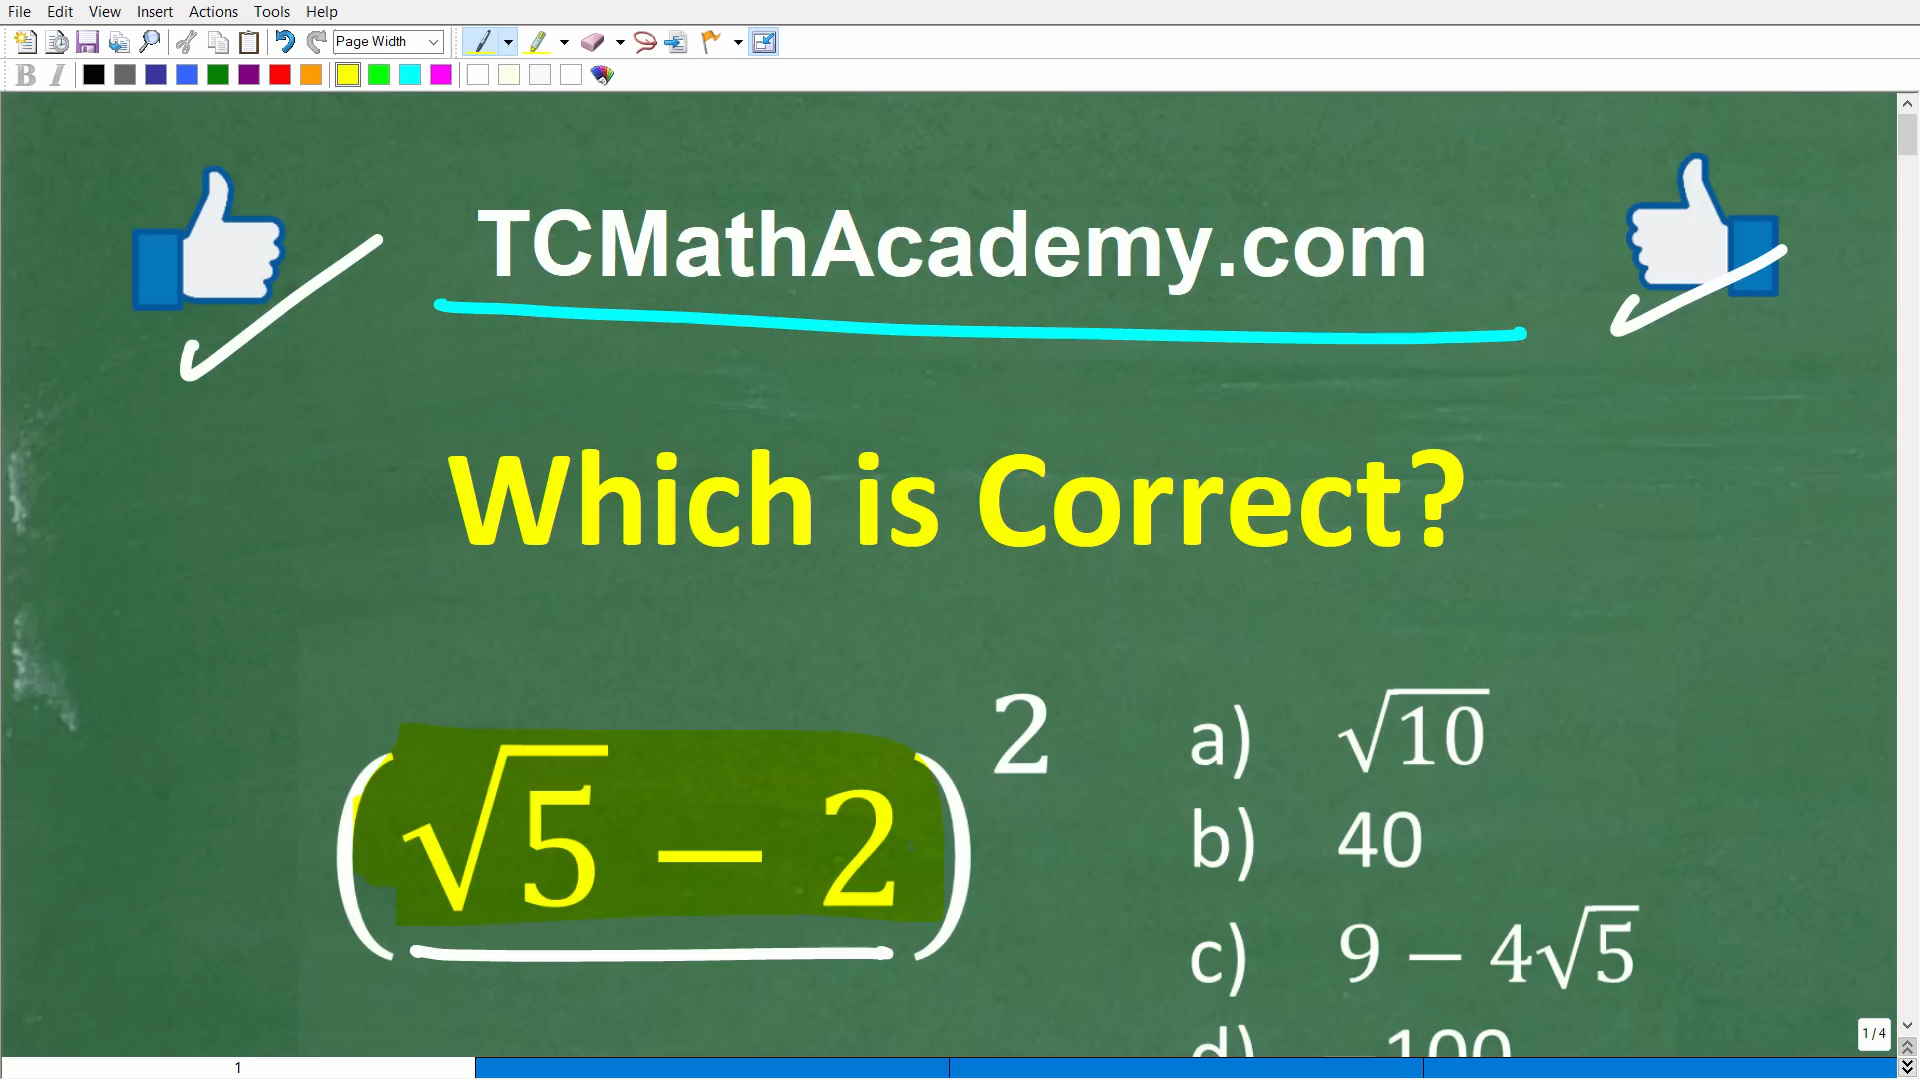 File Edit View Insert Actions Tools Help
Page Width
B I
TCMathAcademy.com
Which is Correct?
(√5 − 2)²
a) √10
b) 40
c) 9 − 4√5
d) −100
1 / 4
1